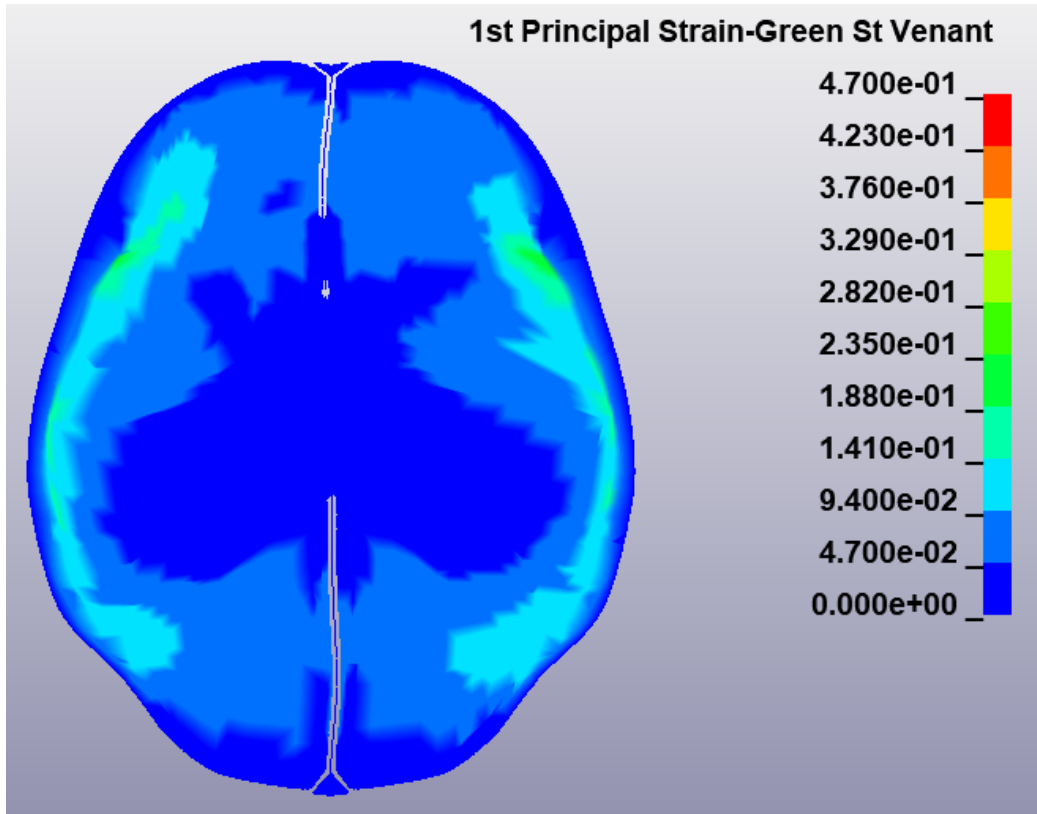 1st Principal Strain-Green St Venant
4.700e-01
4.230e-01
3.760e-01
3.290e-01
2.820e-01
2.350e-01
1.880e-01
1.410e-01
9.400e-02
4.700e-02
0.000e+00